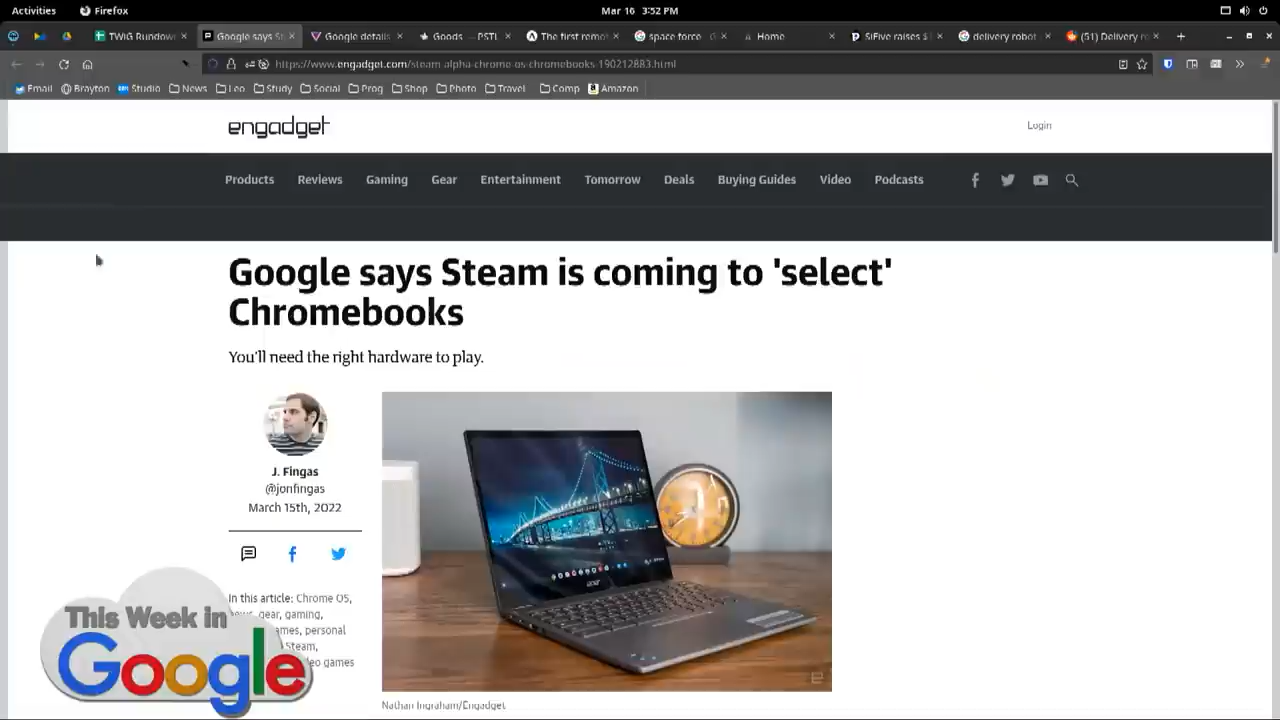 Activities
Firefox
Mar 16 3:52 PM
TWiG Rundow
Google says St
Google details
Goods — PSTL
The first remo
space force
Home
SiFive raises $
delivery robot
(51) Delivery ro
https://www.engadget.com/steam-alpha-chrome-os-chromebooks-190212883.html
Email
Brayton
Studio
News
Leo
Study
Social
Prog
Shop
Photo
Travel
Comp
Amazon
engadget
Login
Products
Reviews
Gaming
Gear
Entertainment
Tomorrow
Deals
Buying Guides
Video
Podcasts
Google says Steam is coming to 'select'
Chromebooks
You'll need the right hardware to play.
J. Fingas
@jonfingas
March 15th, 2022
In this article: Chrome OS,
gear, gaming,
personal
Steam,
games
acer
Nathan Ingraham/Engadget
This Week in
Google